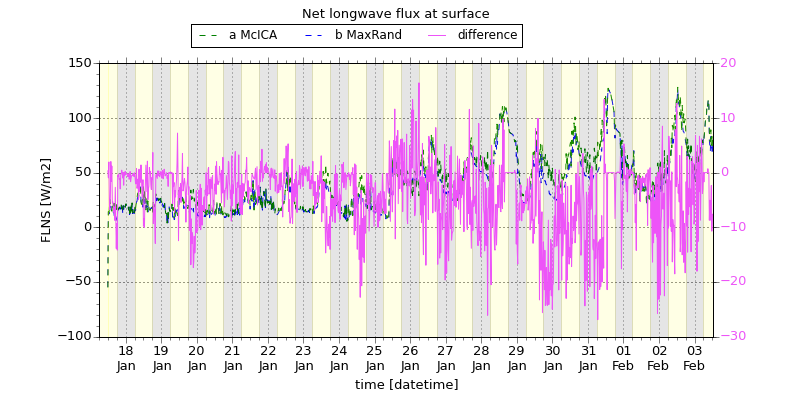 Net longwave flux at surface
a McICA b MaxRand difference
150 20
100 10
50 0
0 −10
−50 −20
−100 −30
FLNS [W/m2]
18 19 20 21 22 23 24 25 26 27 28 29 30 31 01 02 03
Jan Jan Jan Jan Jan Jan Jan Jan Jan Jan Jan Jan Jan Jan Feb Feb Feb
time [datetime]